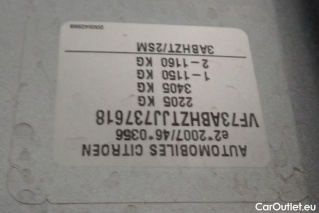 AUTOMOBILES CITROEN
e2*2007/46*0356
VF73ABHZTJJ737618
2205 KG
3405 KG
1-1150 KG
2-1160 KG
3ABHZT/2SM
CarOutlet.eu